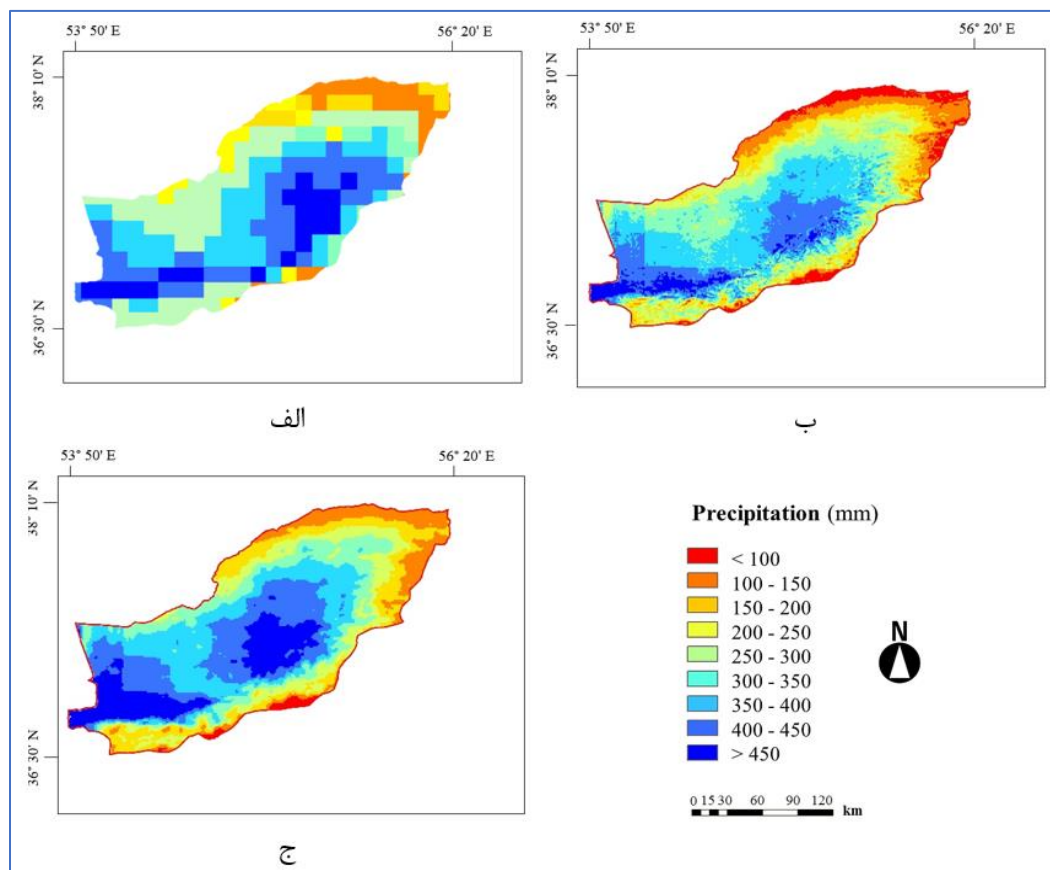 53° 50' E
56° 20' E
38° 10' N
36° 30' N
الف
53° 50' E
56° 20' E
38° 10' N
36° 30' N
ب
53° 50' E
56° 20' E
38° 10' N
36° 30' N
ج
Precipitation (mm)
< 100
100 - 150
150 - 200
200 - 250
250 - 300
300 - 350
350 - 400
400 - 450
> 450
N
0 15 30 60 90 120
km